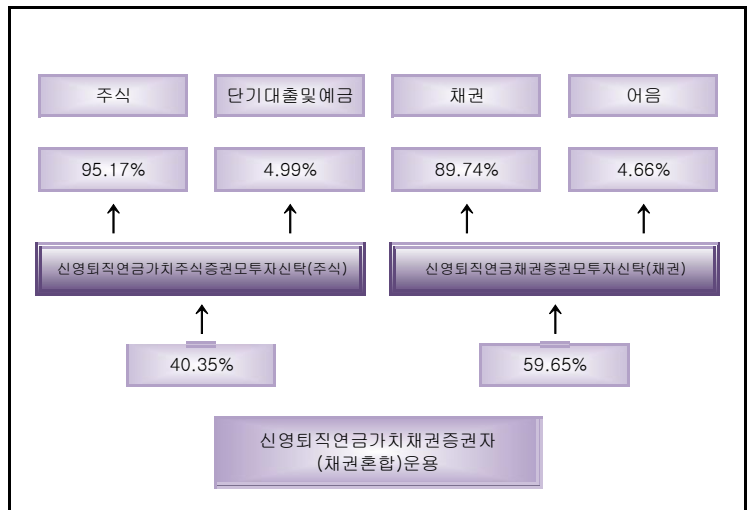 주식
단기대출및예금
채권
어음
95.17%
4.99%
89.74%
4.66%
신영퇴직연금가치주식증권모투자신탁(주식)
신영퇴직연금채권증권모투자신탁(채권)
40.35%
59.65%
신영퇴직연금가치채권증권자
(채권혼합)운용